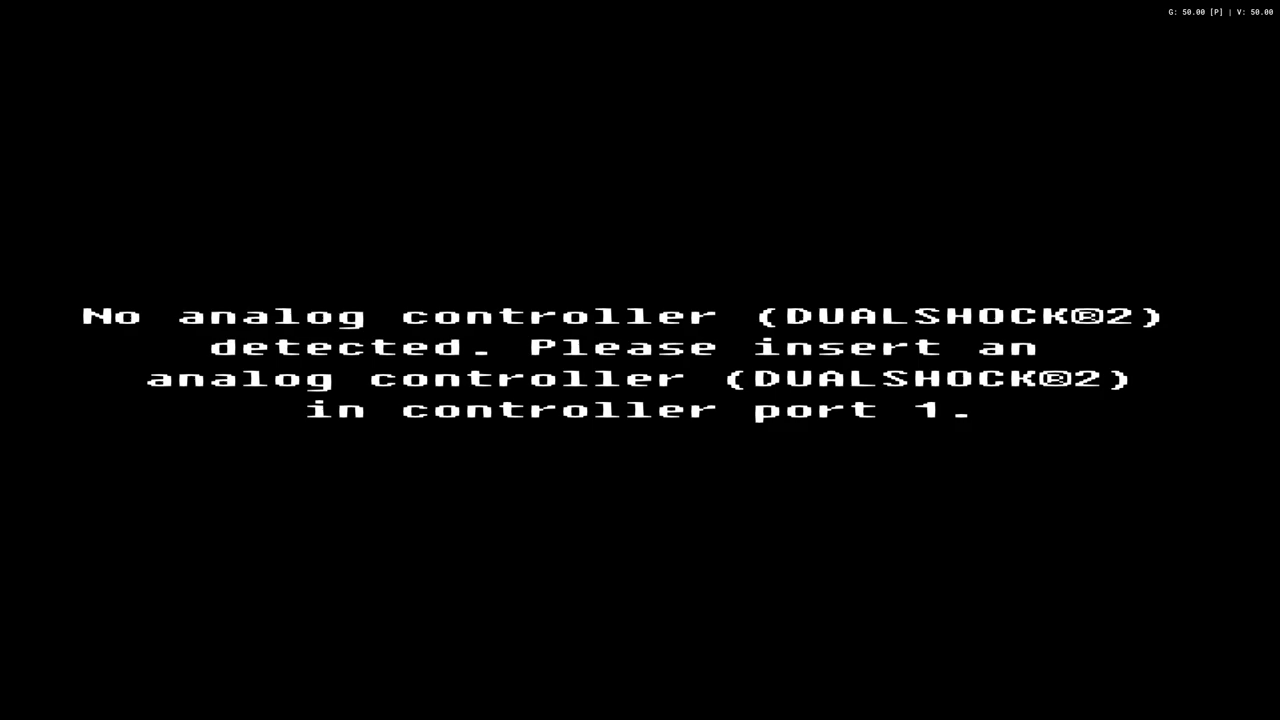 G: 50.00 [P] | V: 50.00
No analog controller (DUALSHOCK®2)
detected. Please insert an
analog controller (DUALSHOCK®2)
in controller port 1.